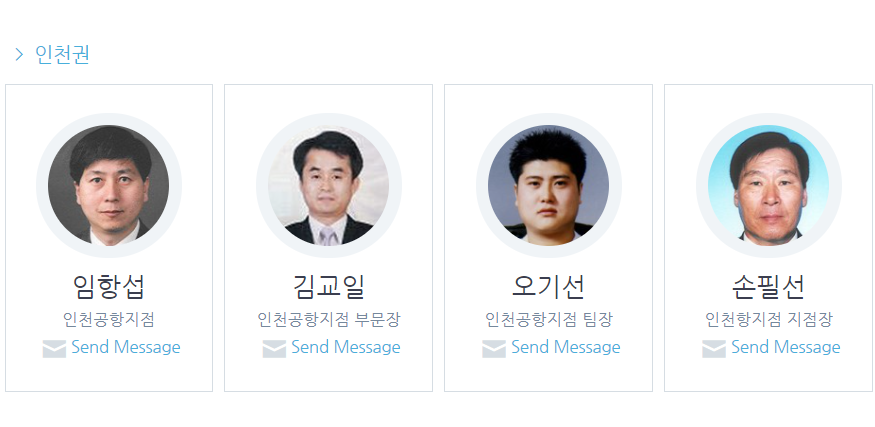 > 인천권
임항섭
인천공항지점
Send Message
김교일
인천공항지점 부문장
Send Message
오기선
인천공항지점 팀장
Send Message
손필선
인천항지점 지점장
Send Message